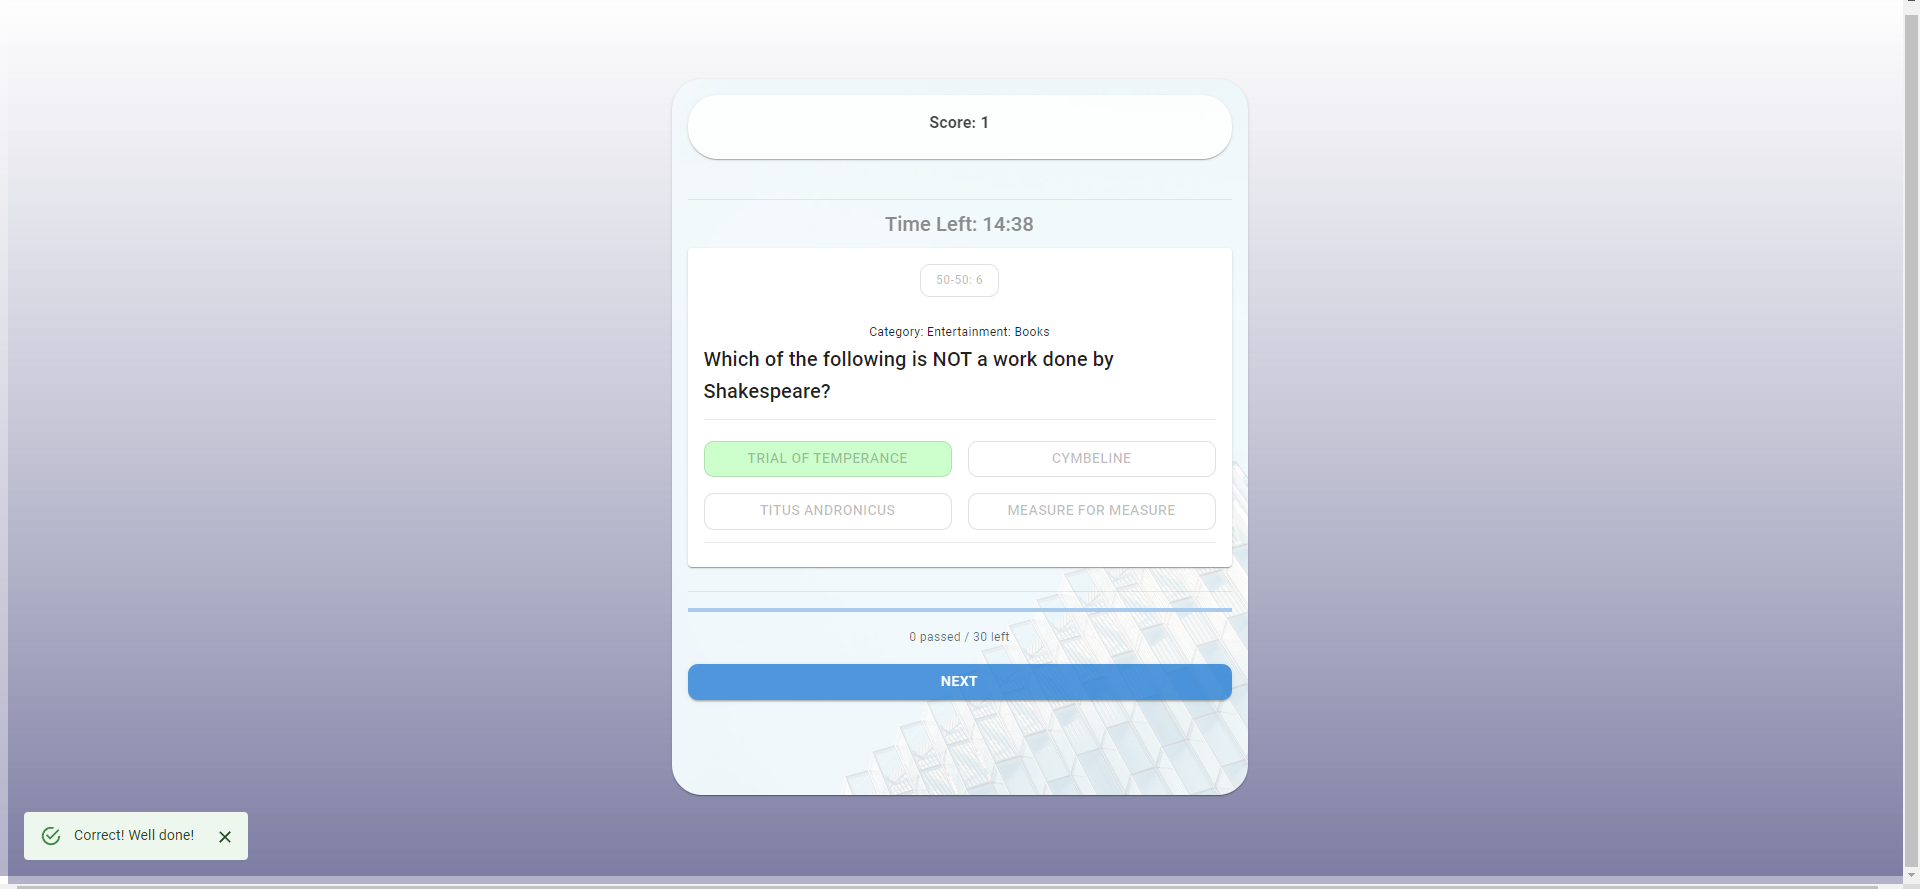 Score: 1
Time Left: 14:38
50-50: 6
Category: Entertainment: Books
Which of the following is NOT a work done by
Shakespeare?
TRIAL OF TEMPERANCE
CYMBELINE
TITUS ANDRONICUS
MEASURE FOR MEASURE
0 passed / 30 left
NEXT
Correct! Well done!